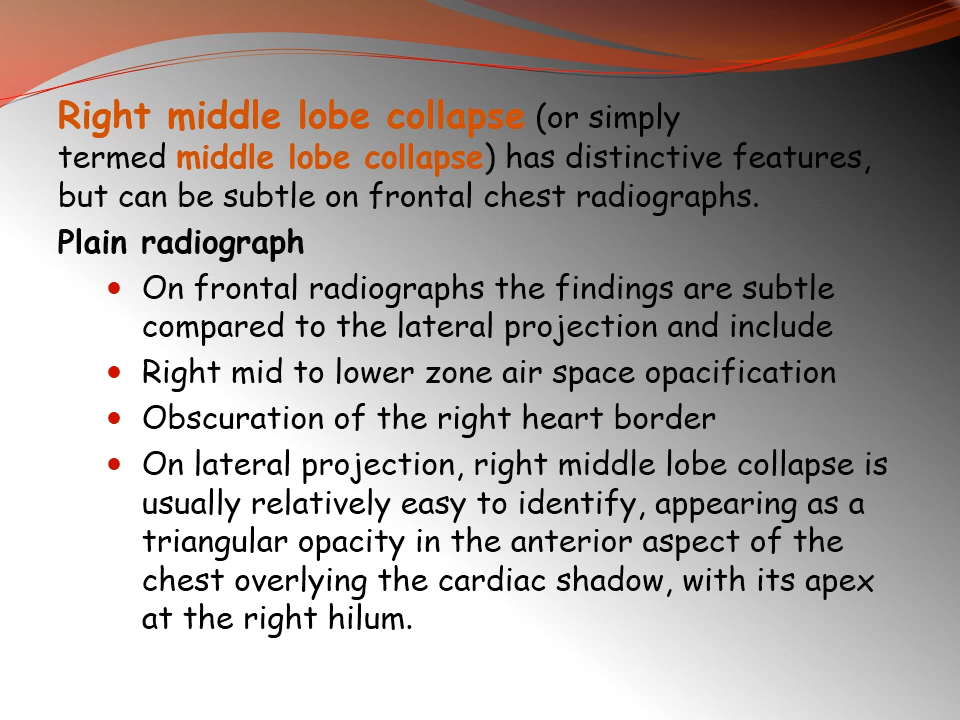 Right middle lobe collapse (or simply
termed middle lobe collapse) has distinctive features,
but can be subtle on frontal chest radiographs.
Plain radiograph
• On frontal radiographs the findings are subtle
compared to the lateral projection and include
• Right mid to lower zone air space opacification
• Obscuration of the right heart border
• On lateral projection, right middle lobe collapse is
usually relatively easy to identify, appearing as a
triangular opacity in the anterior aspect of the
chest overlying the cardiac shadow, with its apex
at the right hilum.